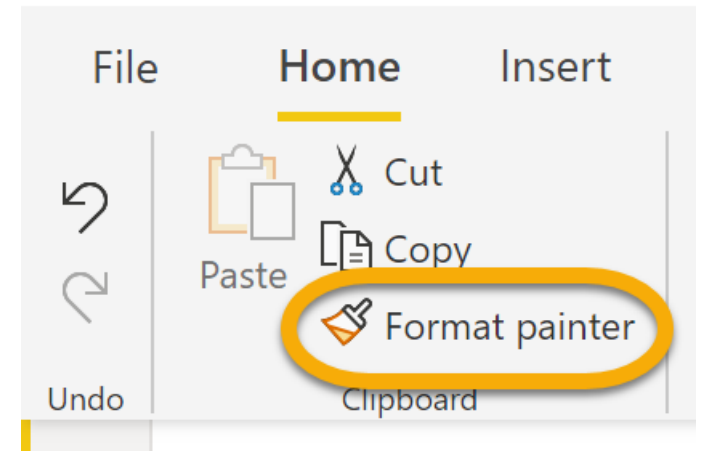 File Home Insert
Cut
Copy
Paste
Format painter
Undo Clipboard